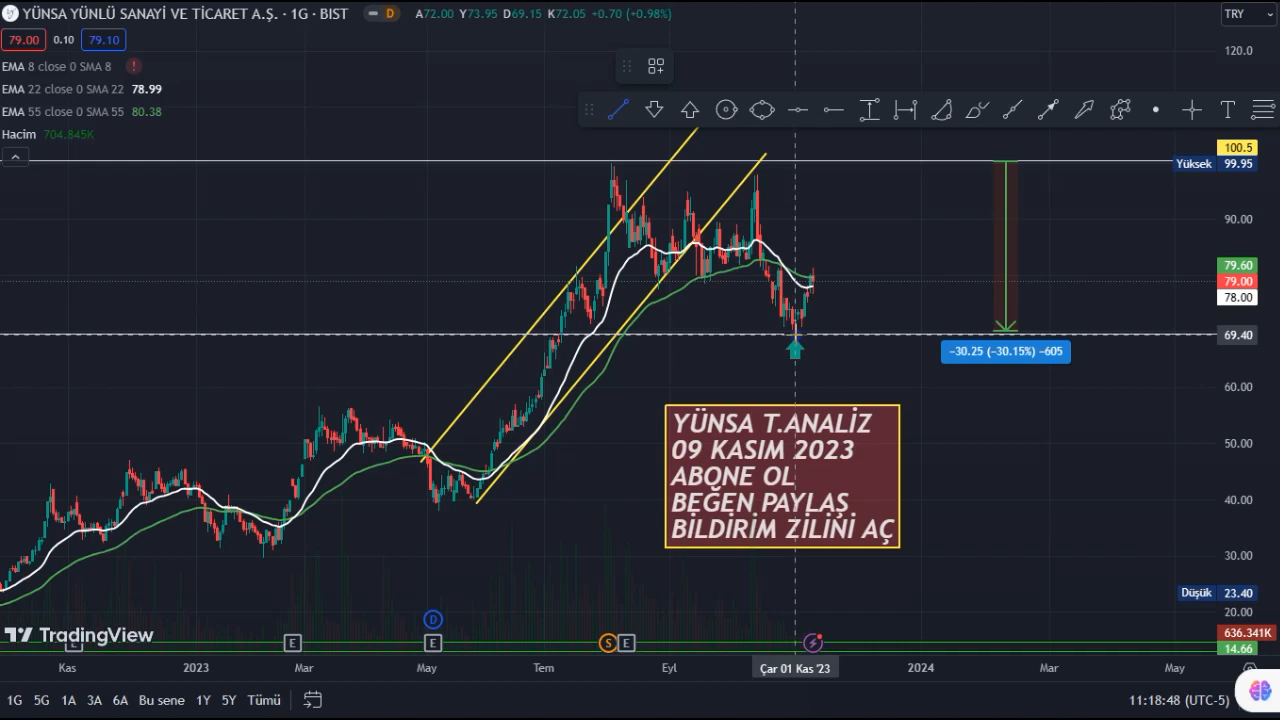 YÜNSA YÜNLÜ SANAYİ VE TİCARET A.Ş. · 1G · BIST D A72.00 Y73.95 D69.15 K72.05 +0.70 (+0.98%) TRY
79.00 0.10 79.10
EMA 8 close 0 SMA 8
EMA 22 close 0 SMA 22 78.99
EMA 55 close 0 SMA 55 80.38
Hacim 704.845K
120.0
100.5
Yüksek 99.95
90.00
79.60
79.00
78.00
69.40
−30.25 (−30.15%) −605
60.00
50.00
40.00
30.00
Düşük 23.40
20.00
636.341K
14.66
YÜNSA T.ANALİZ
09 KASIM 2023
ABONE OL
BEĞEN PAYLAŞ
BİLDİRİM ZİLİNİ AÇ
D
TradingView
E E E S E
Kas 2023 Mar May Tem Eyl Çar 01 Kas '23 2024 Mar May
1G 5G 1A 3A 6A Bu sene 1Y 5Y Tümü 11:18:48 (UTC-5)